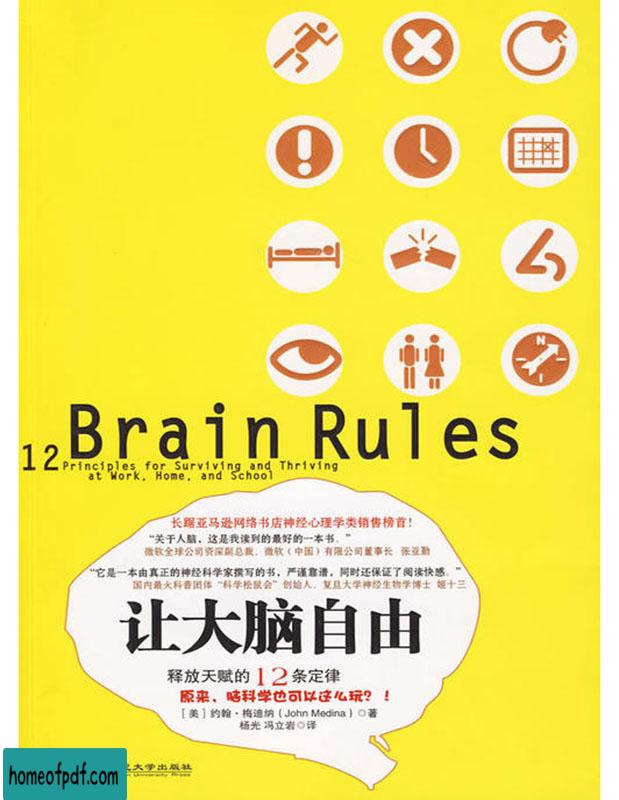 N
Brain Rules
12 Principles for Surviving and Thriving
at Work, Home, and School
长踞亚马逊网络书店神经心理学类销售榜首!
“关于人脑,这是我读到的最好的一本书。”
微软全球公司资深副总裁、微软(中国)有限公司董事长 张亚勤
“它是一本由真正的神经科学家撰写的书,严谨靠谱,同时还保证了阅读快感。”
国内最火科普团体“科学松鼠会”创始人、复旦大学神经生物学博士 姬十三
让大脑自由
释放天赋的12条定律
原来,脑科学也可以这么玩?!
[美]约翰·梅迪纳(John Medina)著
杨光 冯立岩 译
大学出版社
University Press
homeofpdf.com